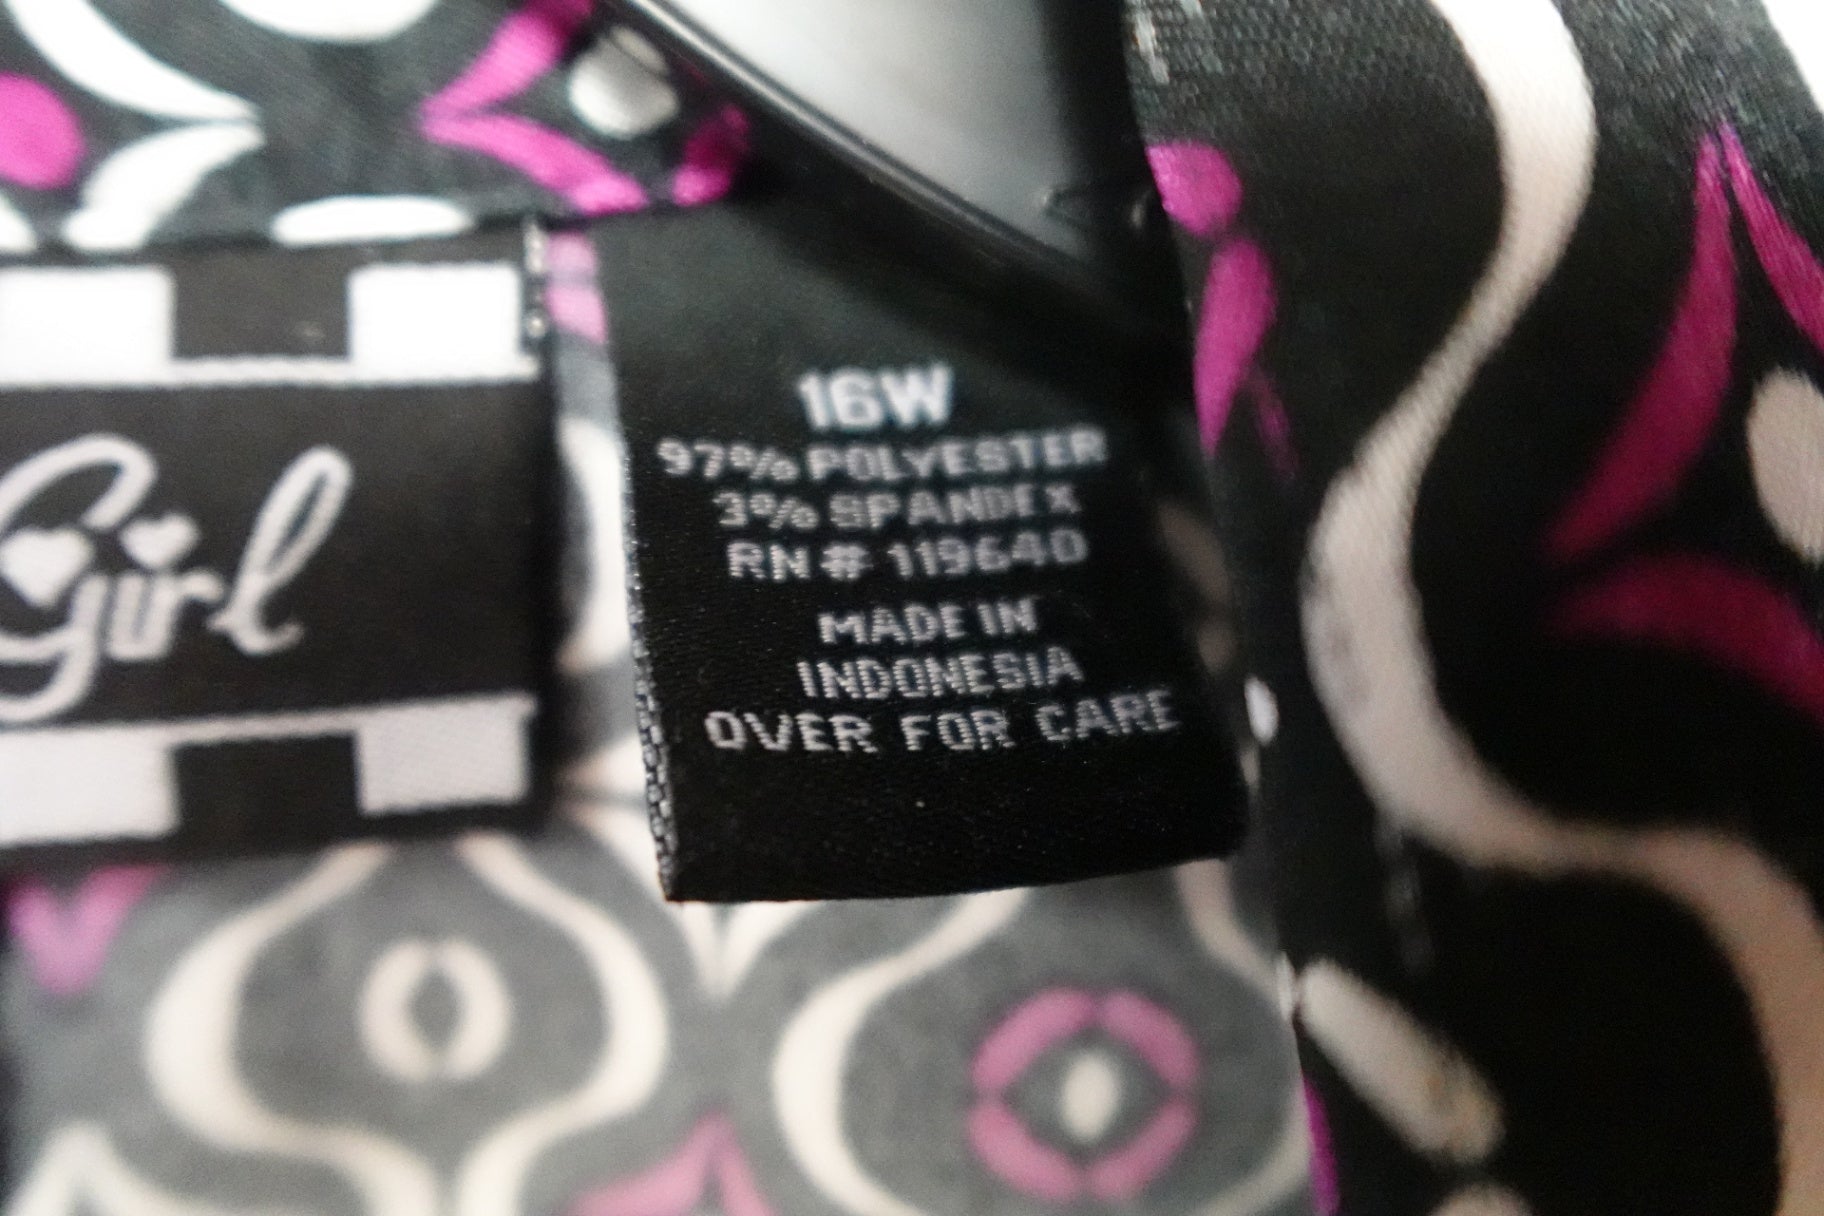 Girl
16W
97% POLYESTER
3% SPANDEX
RN# 119640
MADE IN
INDONESIA
OVER FOR CARE